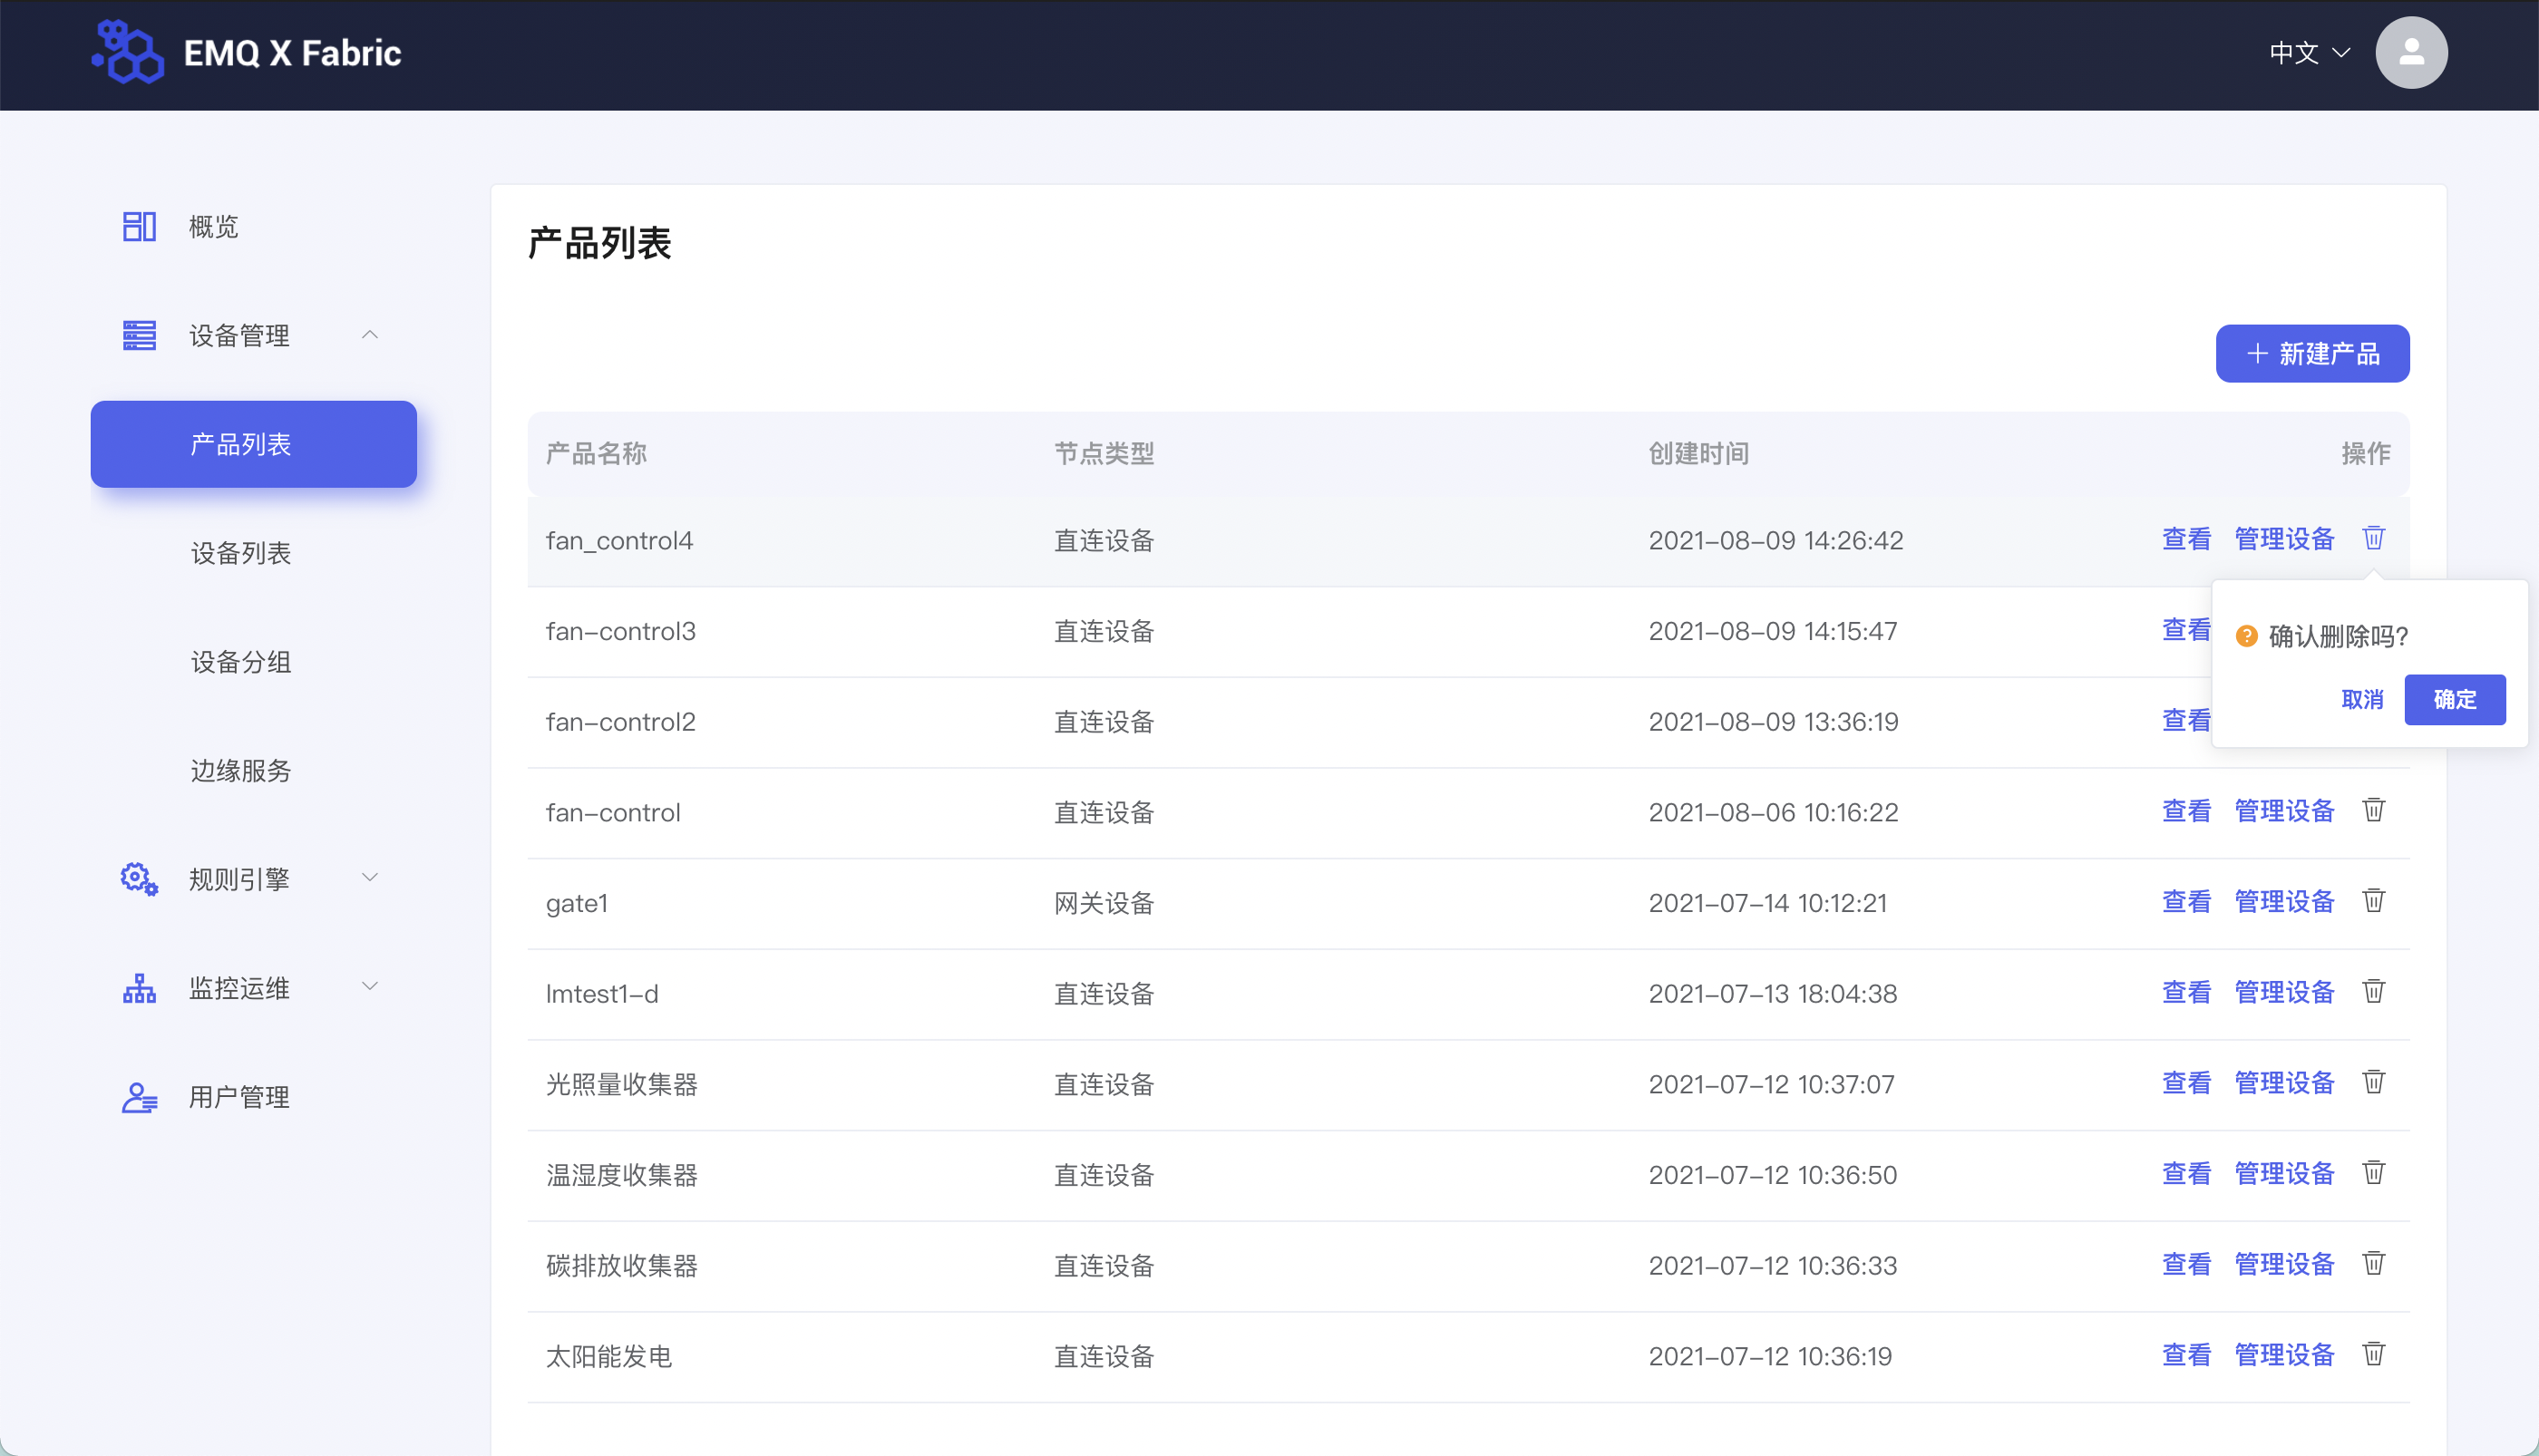 EMQ X Fabric
中文
概览
设备管理
产品列表
设备列表
设备分组
边缘服务
规则引擎
监控运维
用户管理
产品列表
新建产品
产品名称 节点类型 创建时间 操作
fan_control4 直连设备 2021-08-09 14:26:42 查看 管理设备
fan-control3 直连设备 2021-08-09 14:15:47 查看
fan-control2 直连设备 2021-08-09 13:36:19 查看
确认删除吗?
取消 确定
fan-control 直连设备 2021-08-06 10:16:22 查看 管理设备
gate1 网关设备 2021-07-14 10:12:21 查看 管理设备
lmtest1-d 直连设备 2021-07-13 18:04:38 查看 管理设备
光照量收集器 直连设备 2021-07-12 10:37:07 查看 管理设备
温湿度收集器 直连设备 2021-07-12 10:36:50 查看 管理设备
碳排放收集器 直连设备 2021-07-12 10:36:33 查看 管理设备
太阳能发电 直连设备 2021-07-12 10:36:19 查看 管理设备